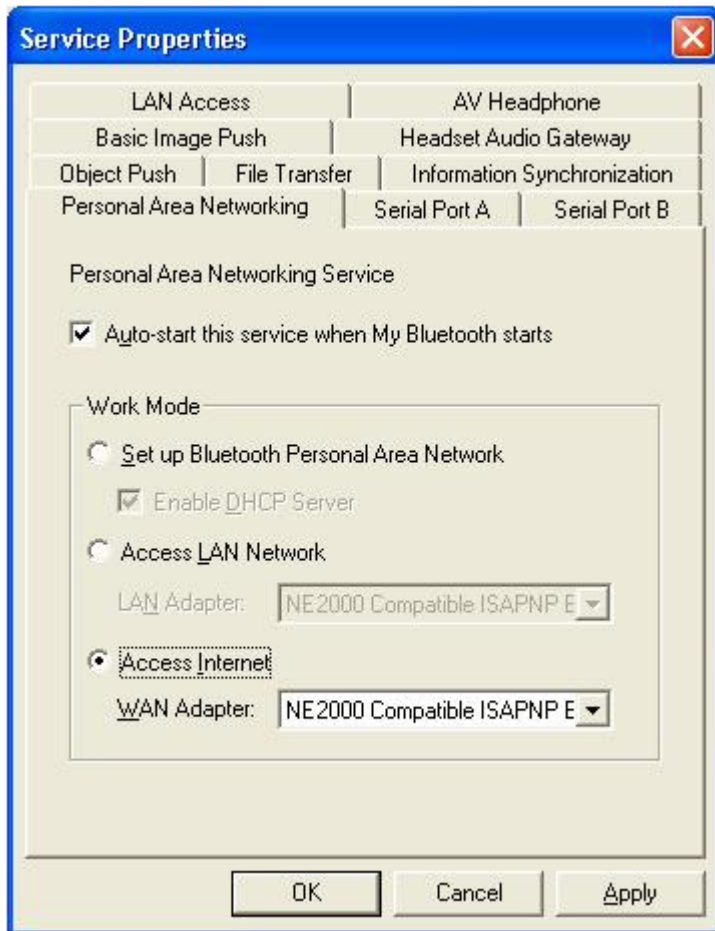 Service Properties
LAN Access AV Headphone
Basic Image Push Headset Audio Gateway
Object Push File Transfer Information Synchronization
Personal Area Networking Serial Port A Serial Port B
Personal Area Networking Service
Auto-start this service when My Bluetooth starts
Work Mode
Set up Bluetooth Personal Area Network
Enable DHCP Server
Access LAN Network
LAN Adapter: NE2000 Compatible ISAPNP E
Access Internet
WAN Adapter: NE2000 Compatible ISAPNP E
OK Cancel Apply